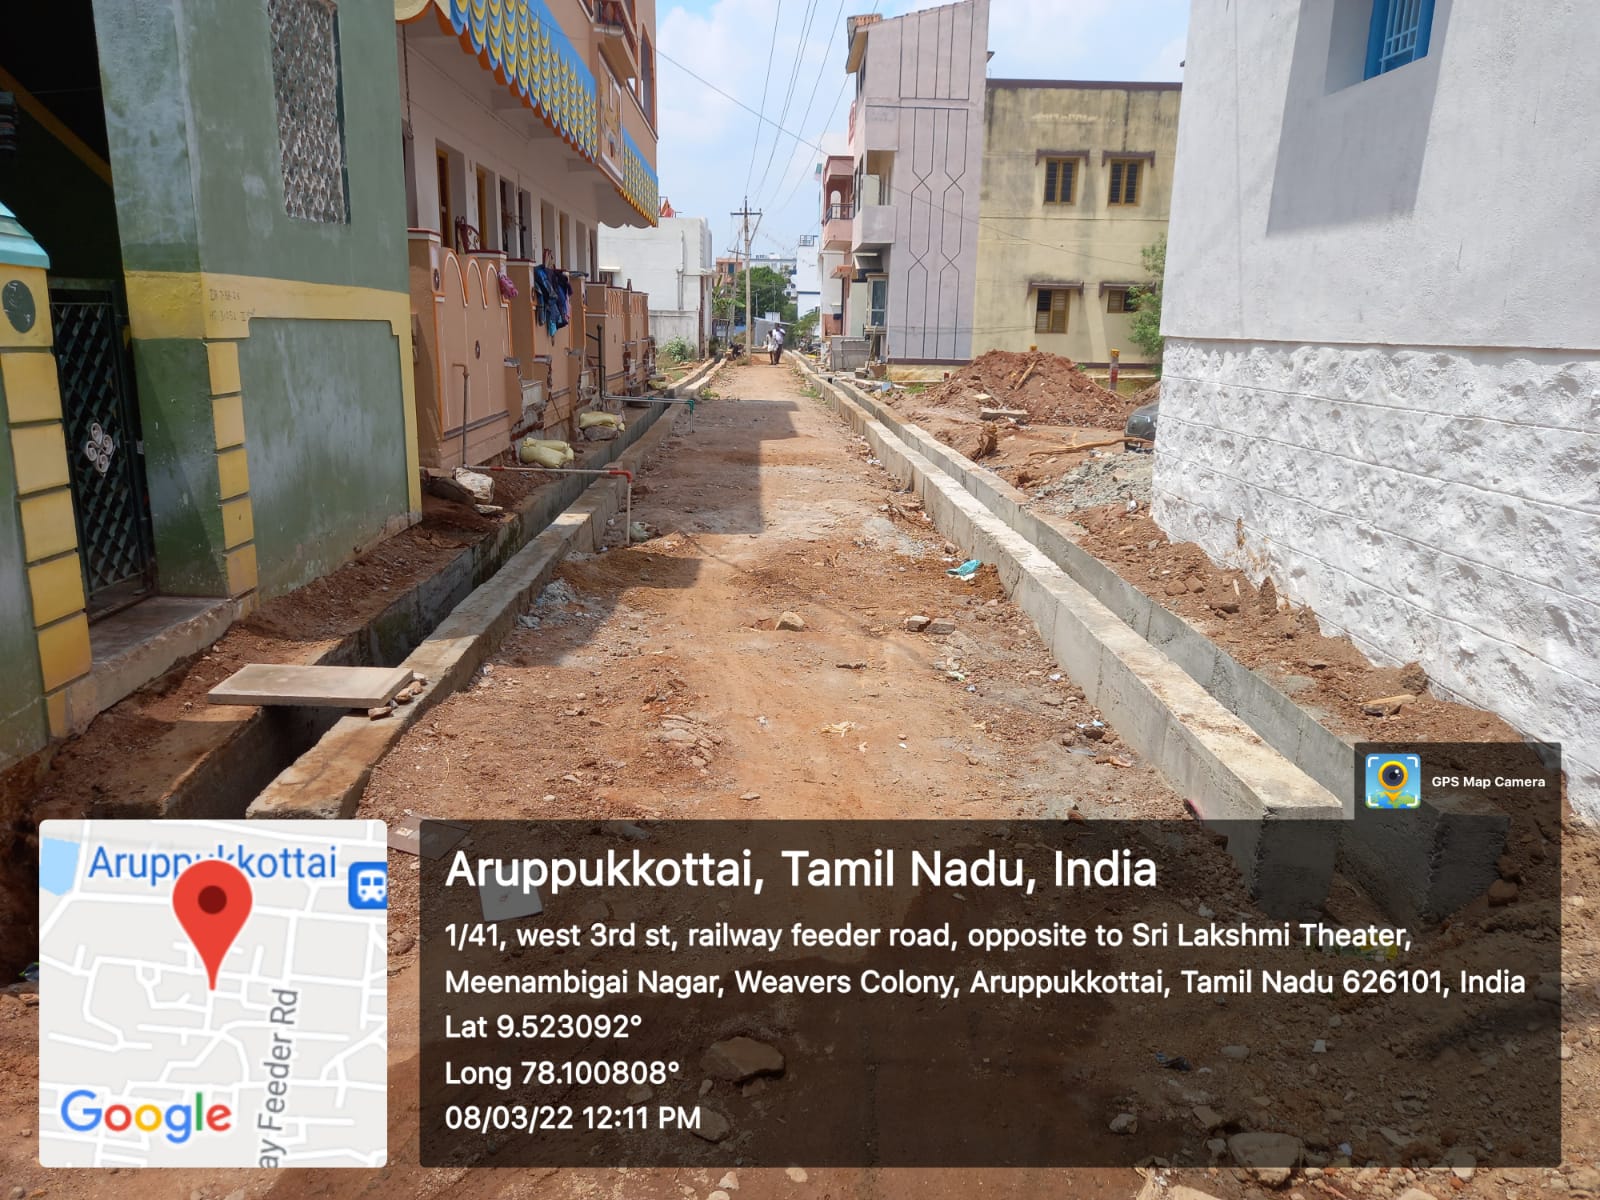 GPS Map Camera
Aruppukkottai
ay Feeder Rd
Google
Aruppukkottai, Tamil Nadu, India
1/41, west 3rd st, railway feeder road, opposite to Sri Lakshmi Theater,
Meenambigai Nagar, Weavers Colony, Aruppukkottai, Tamil Nadu 626101, India
Lat 9.523092°
Long 78.100808°
08/03/22 12:11 PM